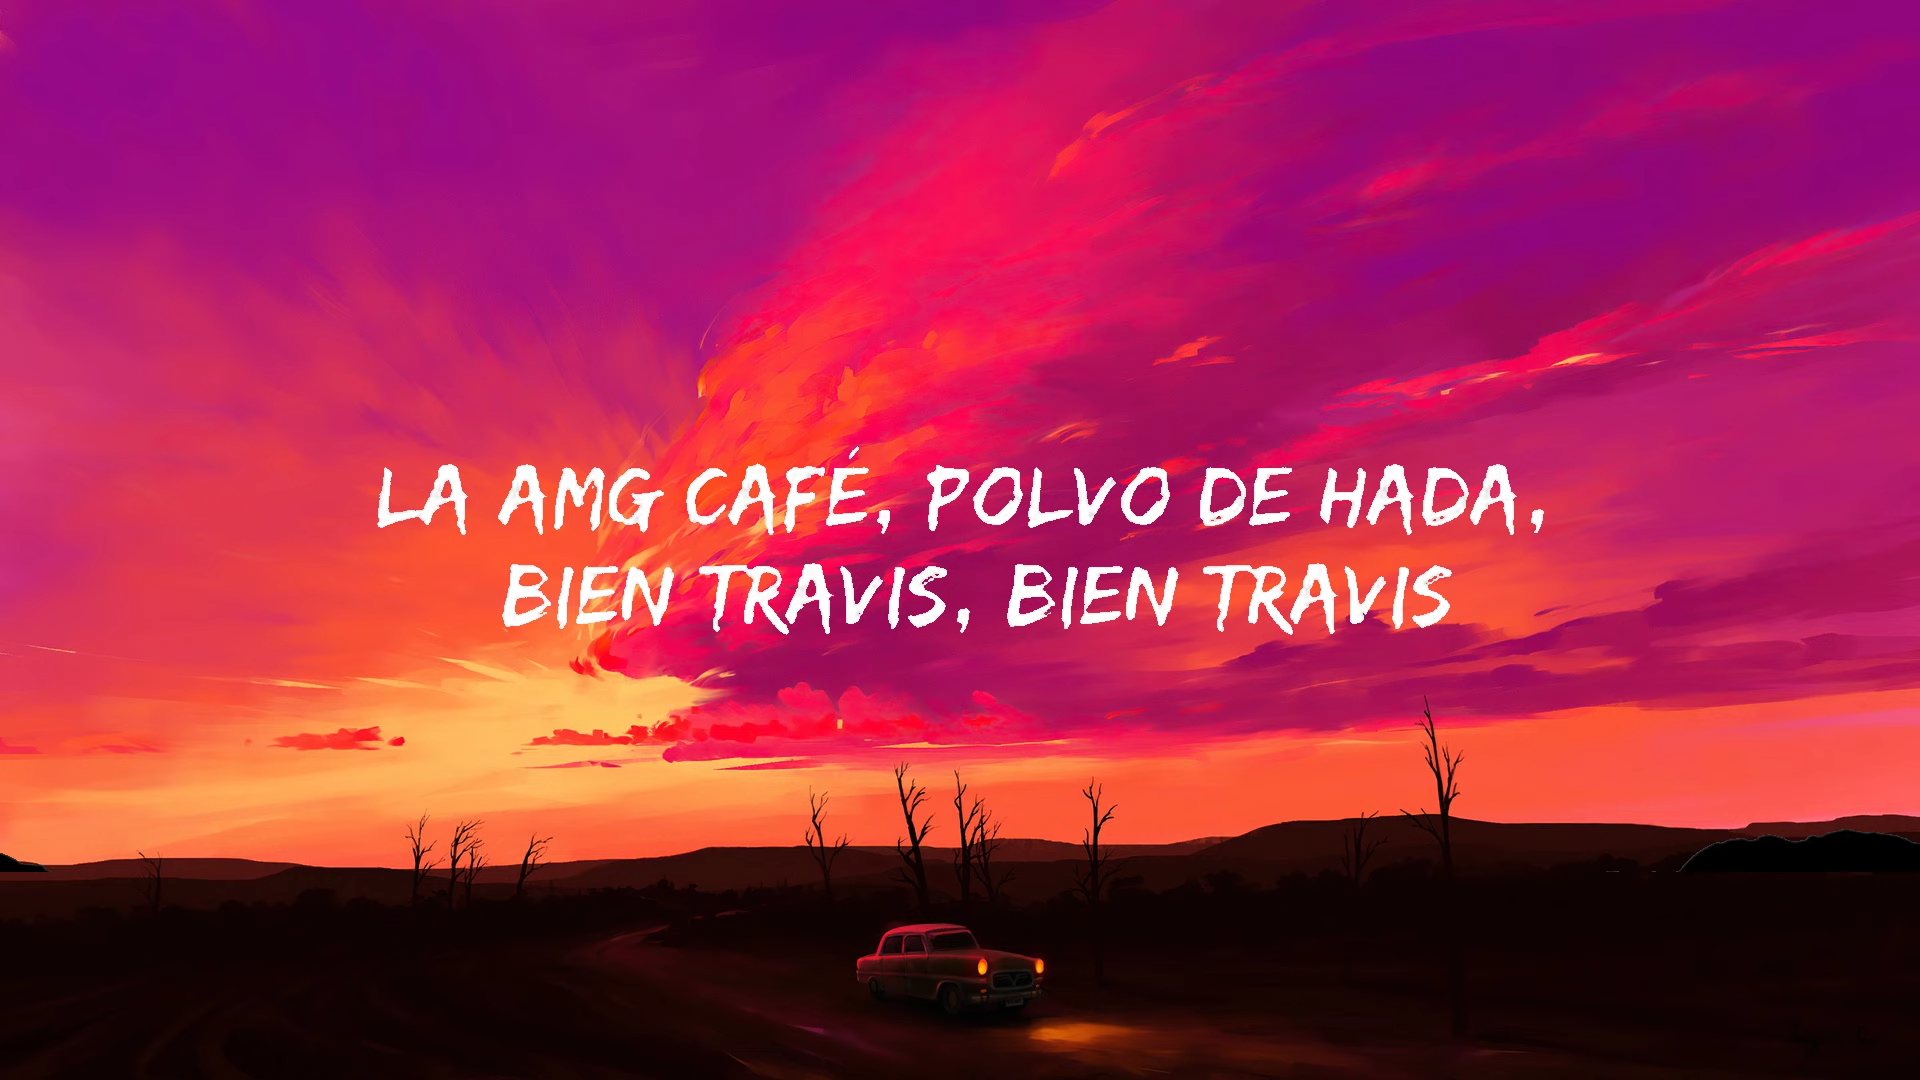 LA AMG CAFÉ, POLVO DE HADA,
BIEN TRAVIS, BIEN TRAVIS